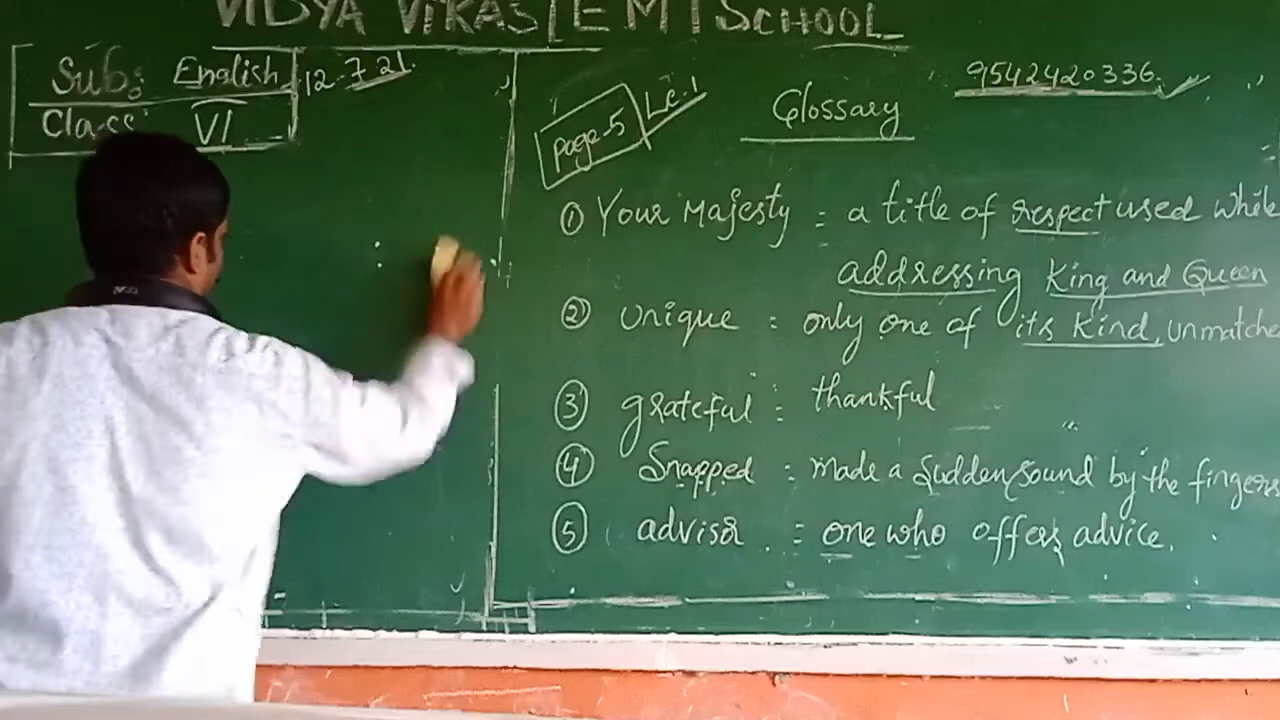 VIDYA VIKAS E M SCHOOL
Sub: English 12.7.21
Class: VI
Page-5 Le.1
Glossary
9542420336
① Your Majesty = a title of respect used while
addressing King and Queen
② unique : only one of its kind, unmatche
③ grateful : thankful
④ Snapped : made a sudden sound by the fingers
⑤ advisor = one who offers advice.